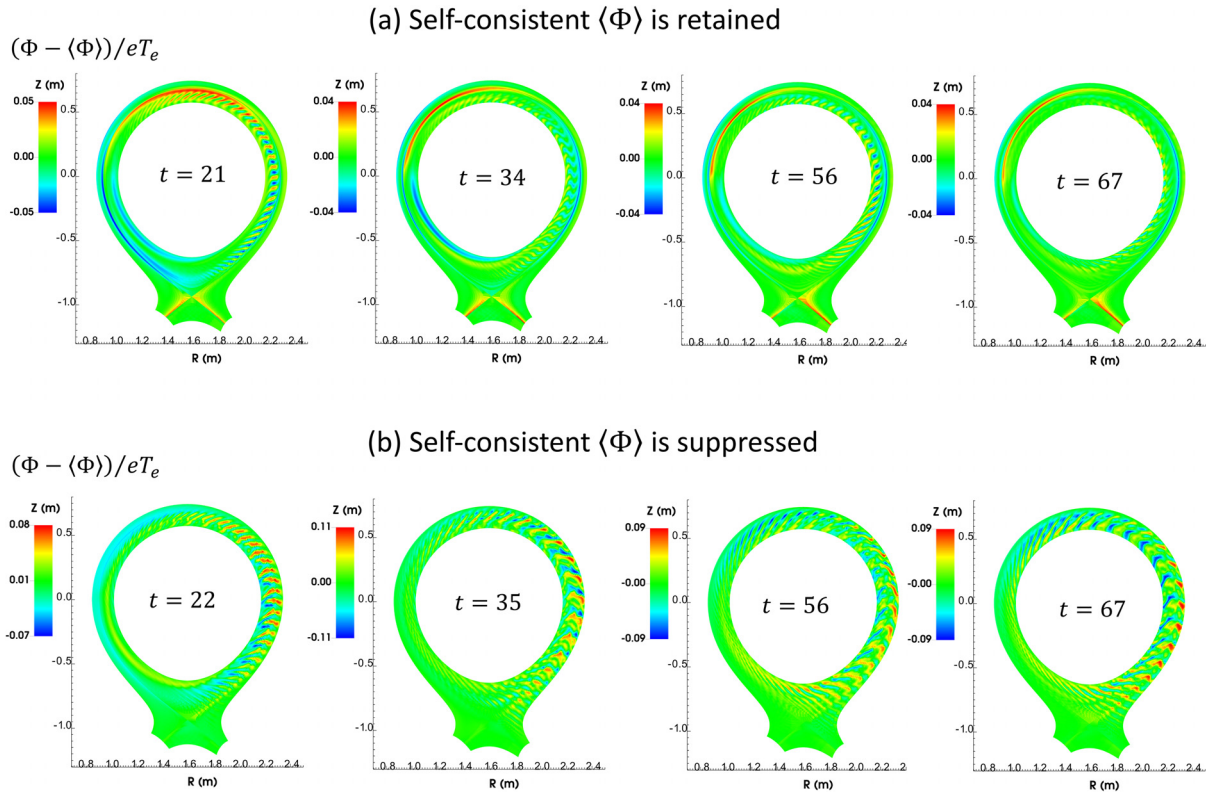 (a) Self-consistent ⟨Φ⟩ is retained
(Φ − ⟨Φ⟩)/eT_e
Z (m) Z (m) Z (m) Z (m)
0.05 0.04 0.04 0.04
0.5 0.5 0.5 0.5
0.00 0.00 0.00 0.00
0.0 0.0 0.0 0.0
t = 21 t = 34 t = 56 t = 67
-0.05 -0.04 -0.04 -0.04
-0.5 -0.5 -0.5 -0.5
-1.0 -1.0 -1.0 -1.0
0.8 1.0 1.2 1.4 1.6 1.8 2.0 2.2 2.4 0.8 1.0 1.2 1.4 1.6 1.8 2.0 2.2 2.4 0.8 1.0 1.2 1.4 1.6 1.8 2.0 2.2 2.4 0.8 1.0 1.2 1.4 1.6 1.8 2.0 2.2 2.4
R (m) R (m) R (m) R (m)
(b) Self-consistent ⟨Φ⟩ is suppressed
(Φ − ⟨Φ⟩)/eT_e
Z (m) Z (m) Z (m) Z (m)
0.08 0.11 0.09 0.09
0.5 0.5 0.5 0.5
0.01 0.00 -0.00 -0.00
0.0 0.0 0.0 0.0
t = 22 t = 35 t = 56 t = 67
-0.07 -0.11 -0.09 -0.09
-0.5 -0.5 -0.5 -0.5
-1.0 -1.0 -1.0 -1.0
0.8 1.0 1.2 1.4 1.6 1.8 2.0 2.2 2.4 0.8 1.0 1.2 1.4 1.6 1.8 2.0 2.2 2.4 0.8 1.0 1.2 1.4 1.6 1.8 2.0 2.2 2.4 0.8 1.0 1.2 1.4 1.6 1.8 2.0 2.2 2.4
R (m) R (m) R (m) R (m)